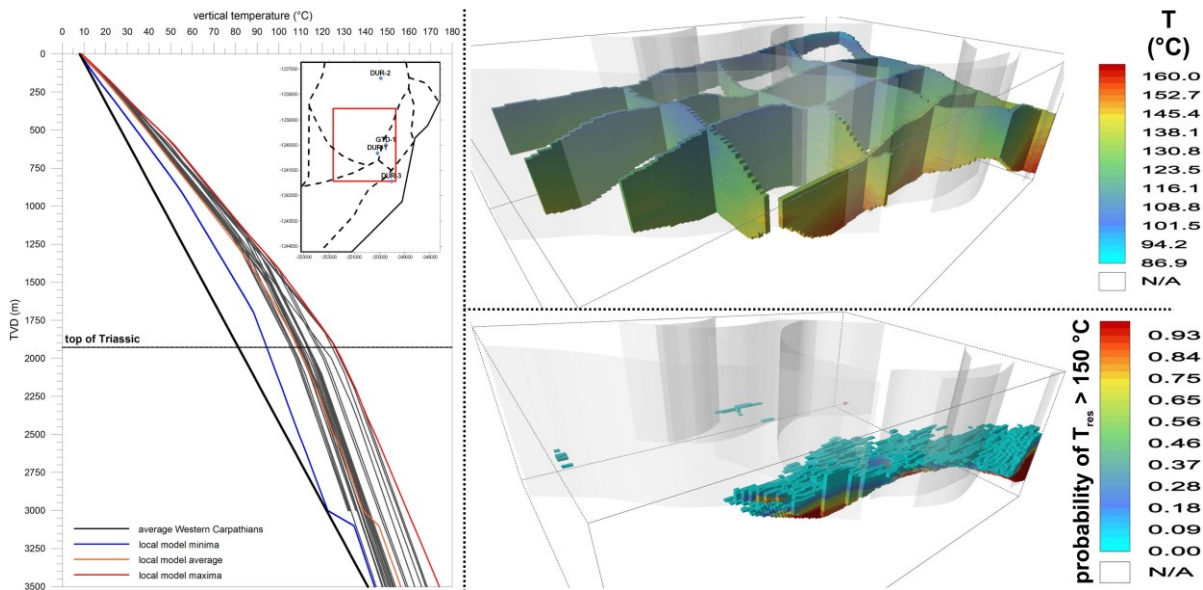 vertical temperature (°C)
0 10 20 30 40 50 60 70 80 90 100 110 120 130 140 150 160 170 180
TVD (m)
0
250
500
750
1000
1250
1500
1750
2000
2250
2500
2750
3000
3250
3500
top of Triassic
DUR-2
GTD-1
DUR-1
DUR-3
average Western Carpathians
local model minima
local model average
local model maxima
T
(°C)
160.0
152.7
145.4
138.1
130.8
123.5
116.1
108.8
101.5
94.2
86.9
N/A
probability of Tres > 150 °C
0.93
0.84
0.75
0.65
0.56
0.46
0.37
0.28
0.18
0.09
0.00
N/A